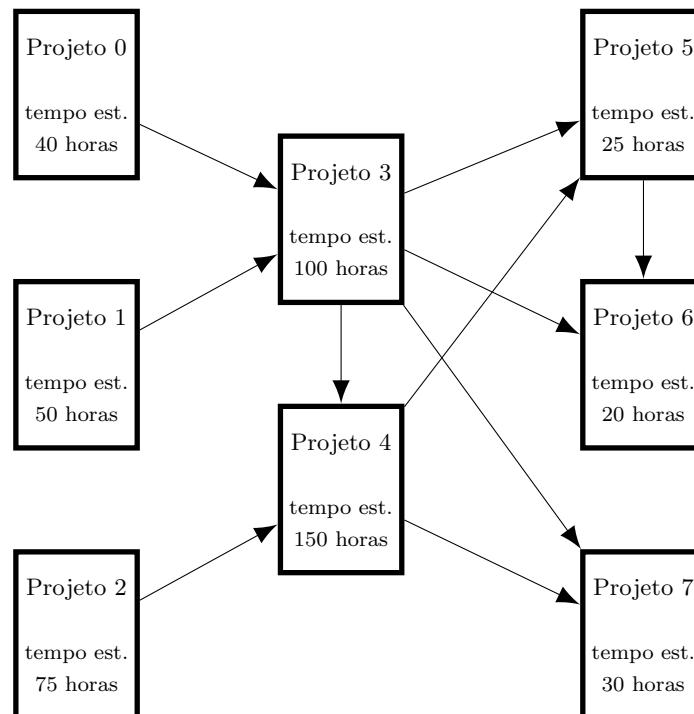 Projeto 0
tempo est.
40 horas
Projeto 1
tempo est.
50 horas
Projeto 2
tempo est.
75 horas
Projeto 3
tempo est.
100 horas
Projeto 4
tempo est.
150 horas
Projeto 5
tempo est.
25 horas
Projeto 6
tempo est.
20 horas
Projeto 7
tempo est.
30 horas